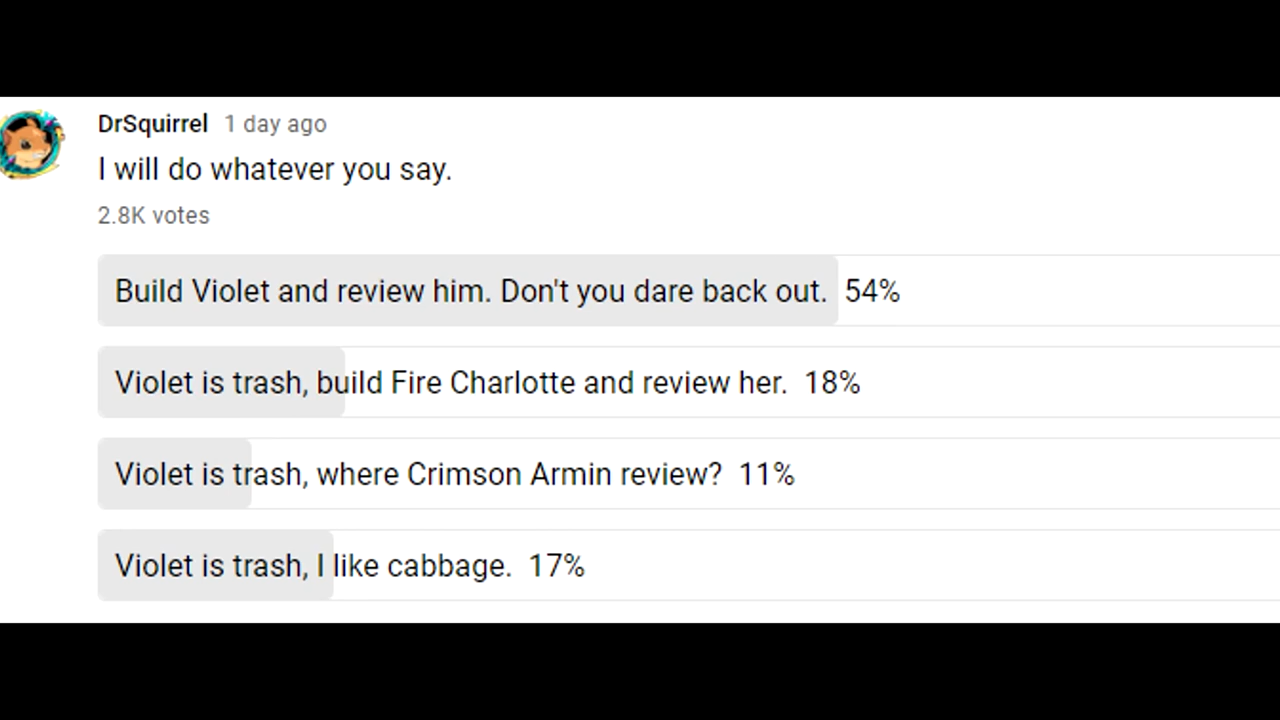 DrSquirrel 1 day ago
I will do whatever you say.
2.8K votes
Build Violet and review him. Don't you dare back out. 54%
Violet is trash, build Fire Charlotte and review her. 18%
Violet is trash, where Crimson Armin review? 11%
Violet is trash, I like cabbage. 17%